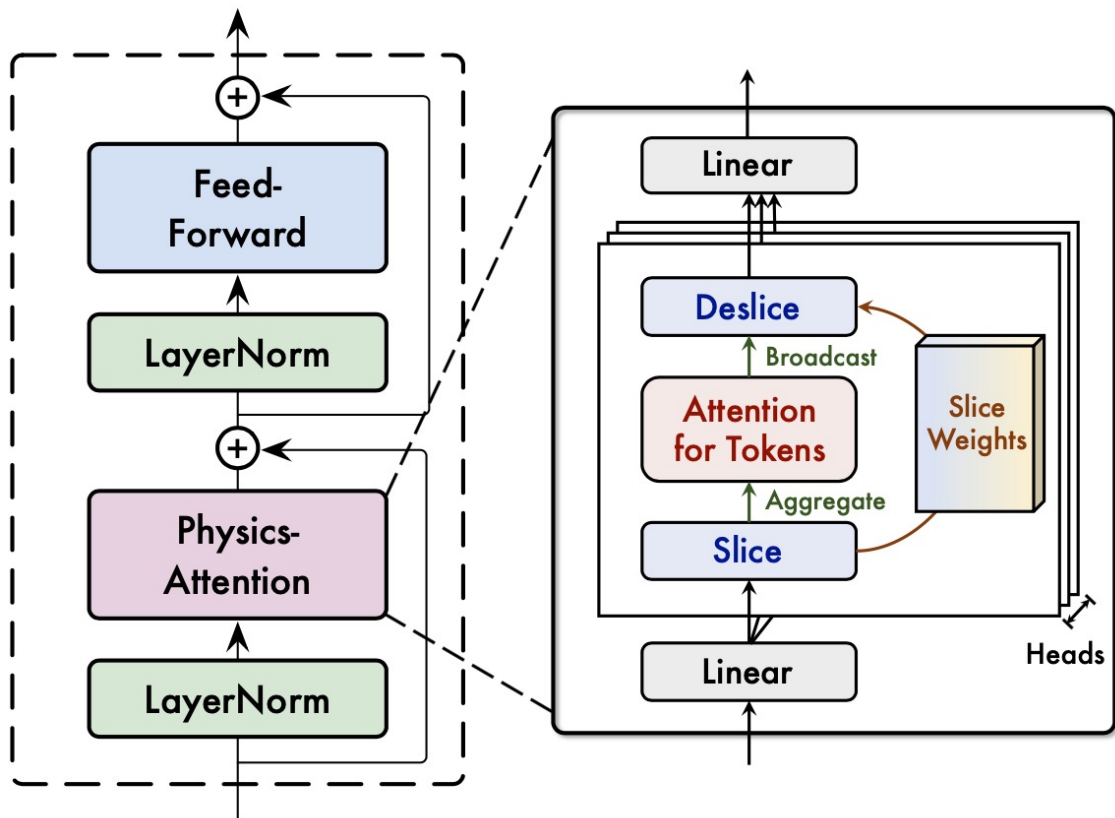 +
Feed-
Forward
LayerNorm
+
Physics-
Attention
LayerNorm
Linear
Deslice
Broadcast
Attention
for Tokens
Slice
Weights
Aggregate
Slice
Heads
Linear